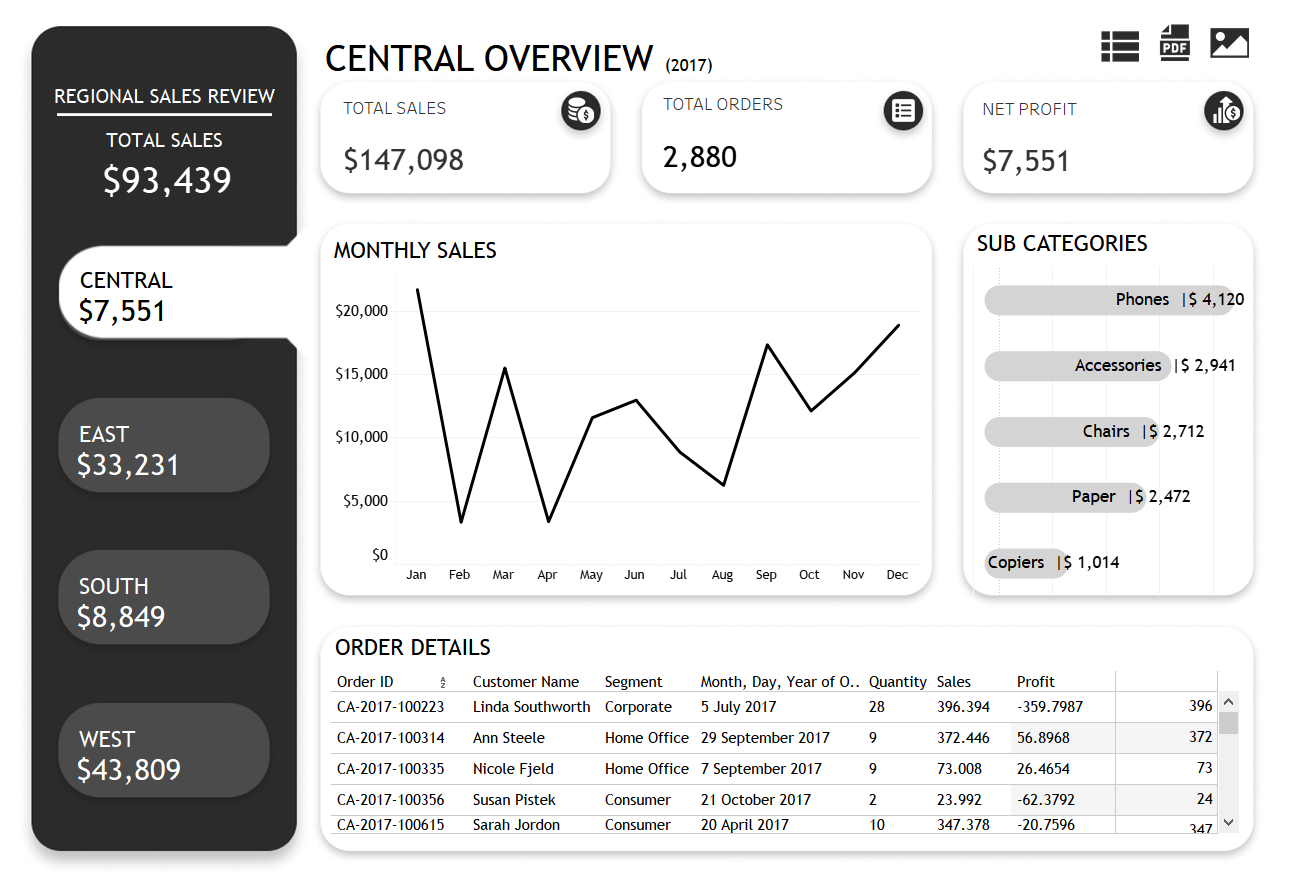 REGIONAL SALES REVIEW
TOTAL SALES
$93,439
CENTRAL
$7,551
EAST
$33,231
SOUTH
$8,849
WEST
$43,809
CENTRAL OVERVIEW (2017)
PDF
TOTAL SALES
$147,098
TOTAL ORDERS
2,880
NET PROFIT
$7,551
MONTHLY SALES
$20,000
$15,000
$10,000
$5,000
$0
Jan Feb Mar Apr May Jun Jul Aug Sep Oct Nov Dec
SUB CATEGORIES
Phones |$ 4,120
Accessories |$ 2,941
Chairs |$ 2,712
Paper |$ 2,472
Copiers |$ 1,014
ORDER DETAILS
Order ID Customer Name Segment Month, Day, Year of O.. Quantity Sales Profit
CA-2017-100223 Linda Southworth Corporate 5 July 2017 28 396.394 -359.7987 396
CA-2017-100314 Ann Steele Home Office 29 September 2017 9 372.446 56.8968 372
CA-2017-100335 Nicole Fjeld Home Office 7 September 2017 9 73.008 26.4654 73
CA-2017-100356 Susan Pistek Consumer 21 October 2017 2 23.992 -62.3792 24
CA-2017-100615 Sarah Jordon Consumer 20 April 2017 10 347.378 -20.7596 347